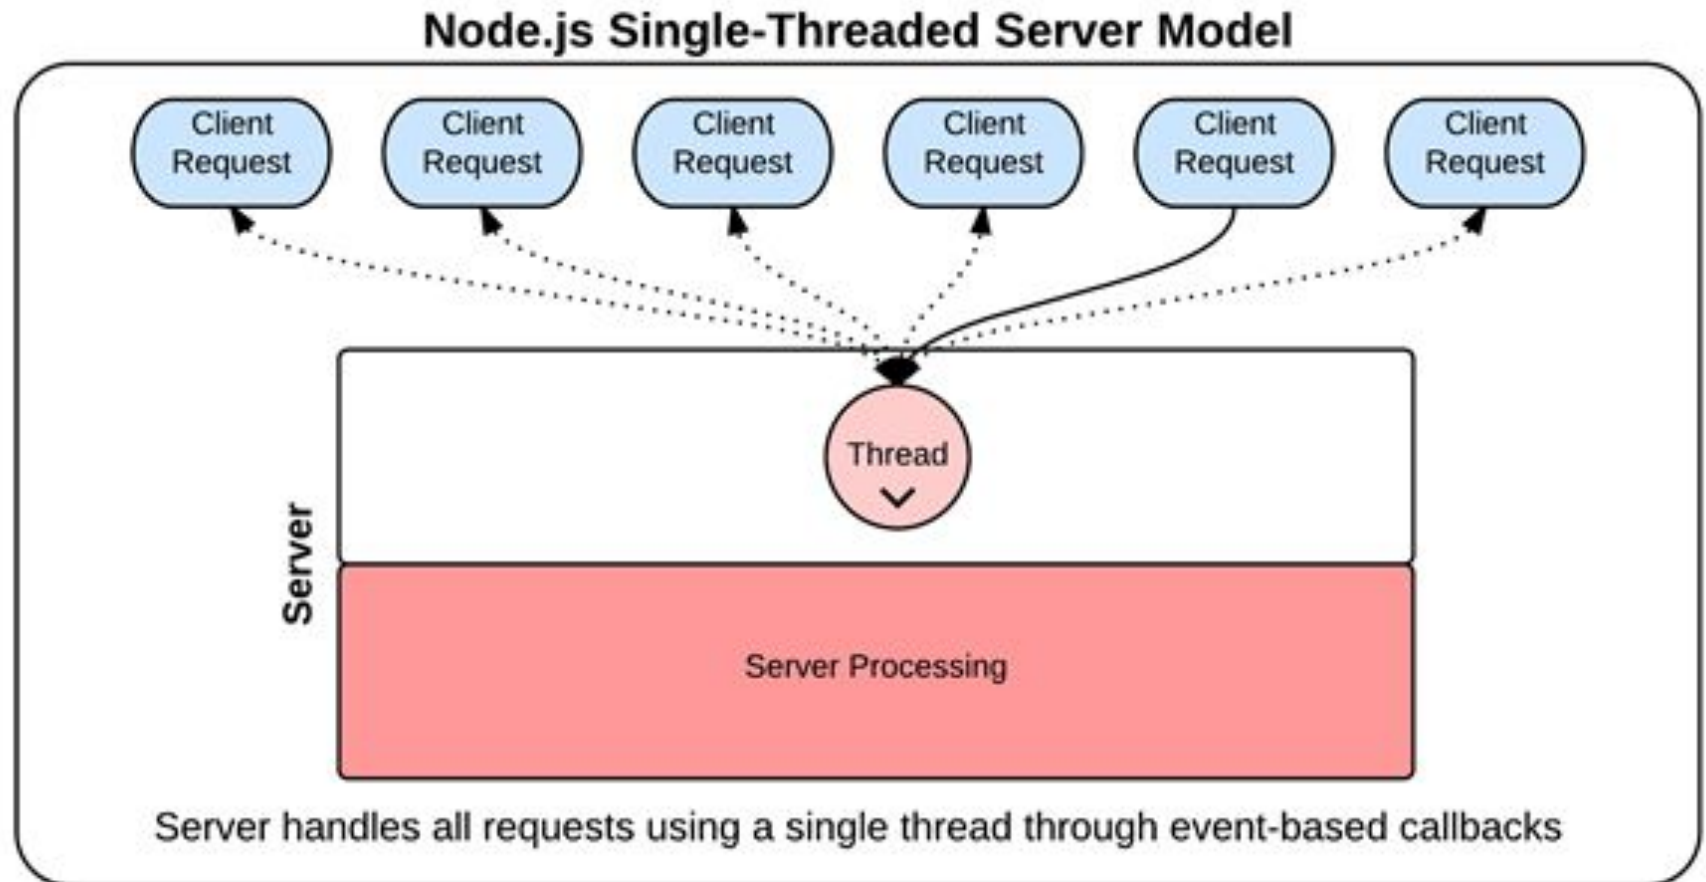 Node.js Single-Threaded Server Model
Client
Request
Client
Request
Client
Request
Client
Request
Client
Request
Client
Request
Thread
Server
Server Processing
Server handles all requests using a single thread through event-based callbacks